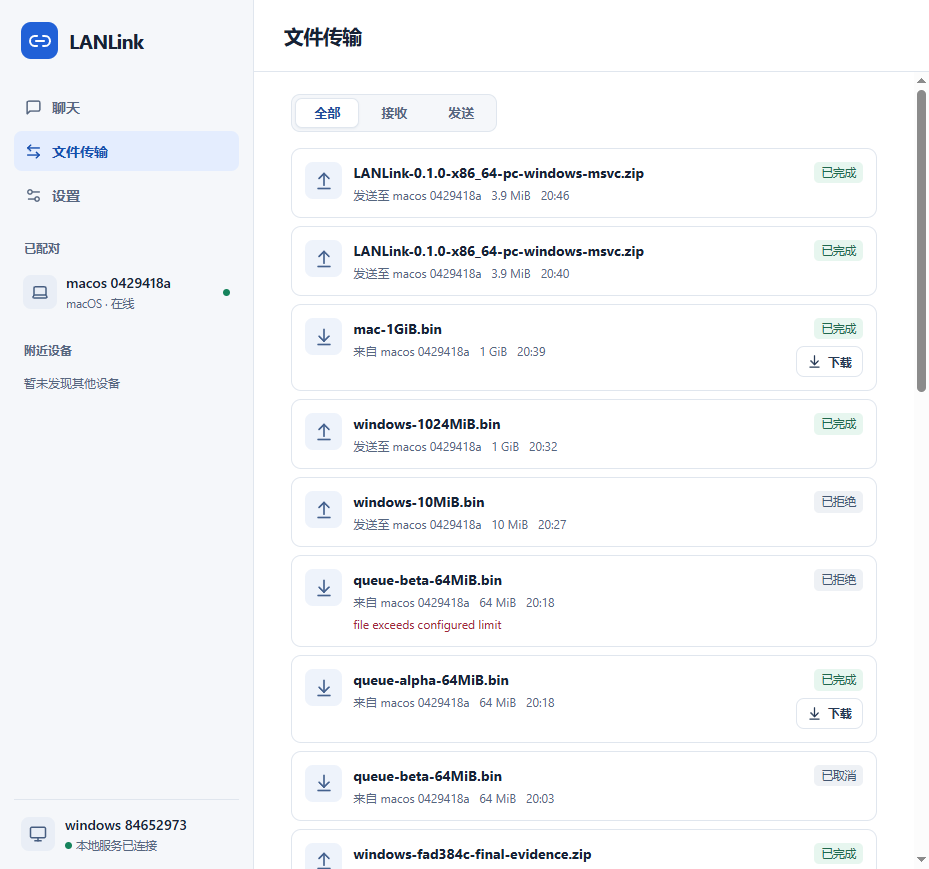 LANLink
聊天
文件传输
设置
已配对
macos 0429418a
macOS · 在线
附近设备
暂未发现其他设备
windows 84652973
本地服务已连接
文件传输
全部 接收 发送
LANLink-0.1.0-x86_64-pc-windows-msvc.zip 已完成
发送至 macos 0429418a 3.9 MiB 20:46
LANLink-0.1.0-x86_64-pc-windows-msvc.zip 已完成
发送至 macos 0429418a 3.9 MiB 20:40
mac-1GiB.bin 已完成
来自 macos 0429418a 1 GiB 20:39
下载
windows-1024MiB.bin 已完成
发送至 macos 0429418a 1 GiB 20:32
windows-10MiB.bin 已拒绝
发送至 macos 0429418a 10 MiB 20:27
queue-beta-64MiB.bin 已拒绝
来自 macos 0429418a 64 MiB 20:18
file exceeds configured limit
queue-alpha-64MiB.bin 已完成
来自 macos 0429418a 64 MiB 20:18
下载
queue-beta-64MiB.bin 已取消
来自 macos 0429418a 64 MiB 20:03
windows-fad384c-final-evidence.zip 已完成